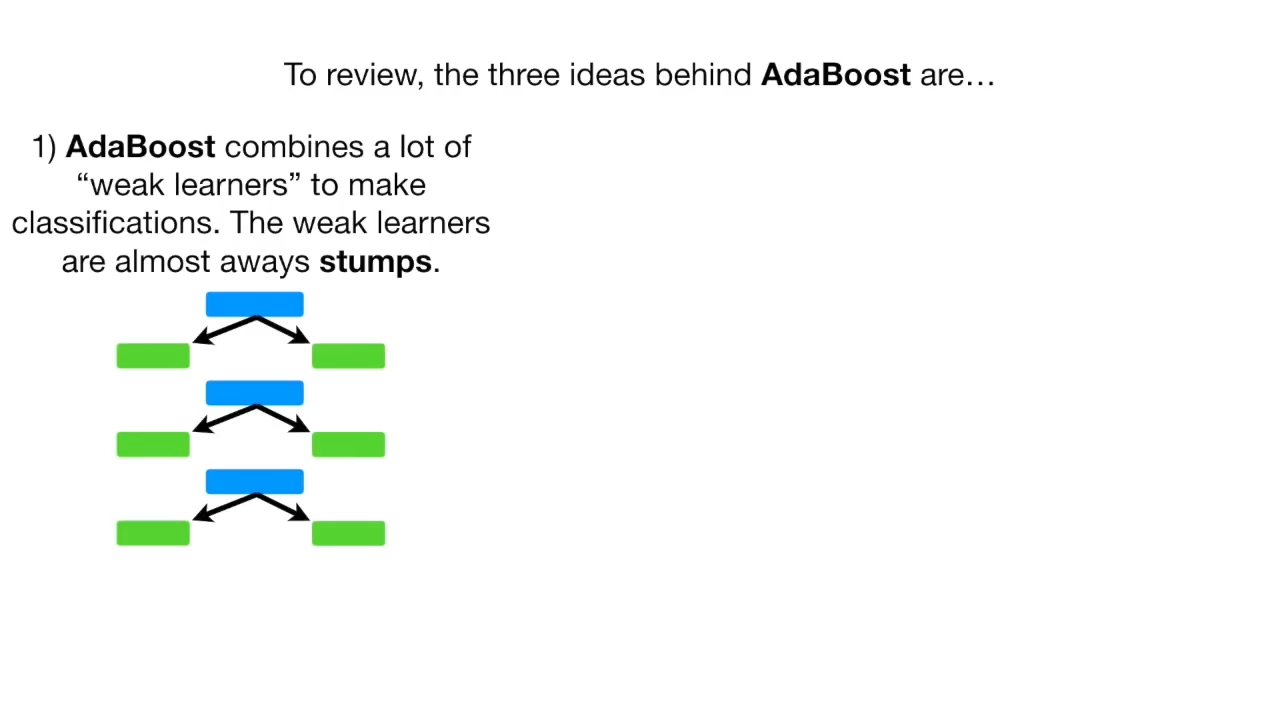 To review, the three ideas behind AdaBoost are…
1) AdaBoost combines a lot of
“weak learners” to make
classifications. The weak learners
are almost aways stumps.